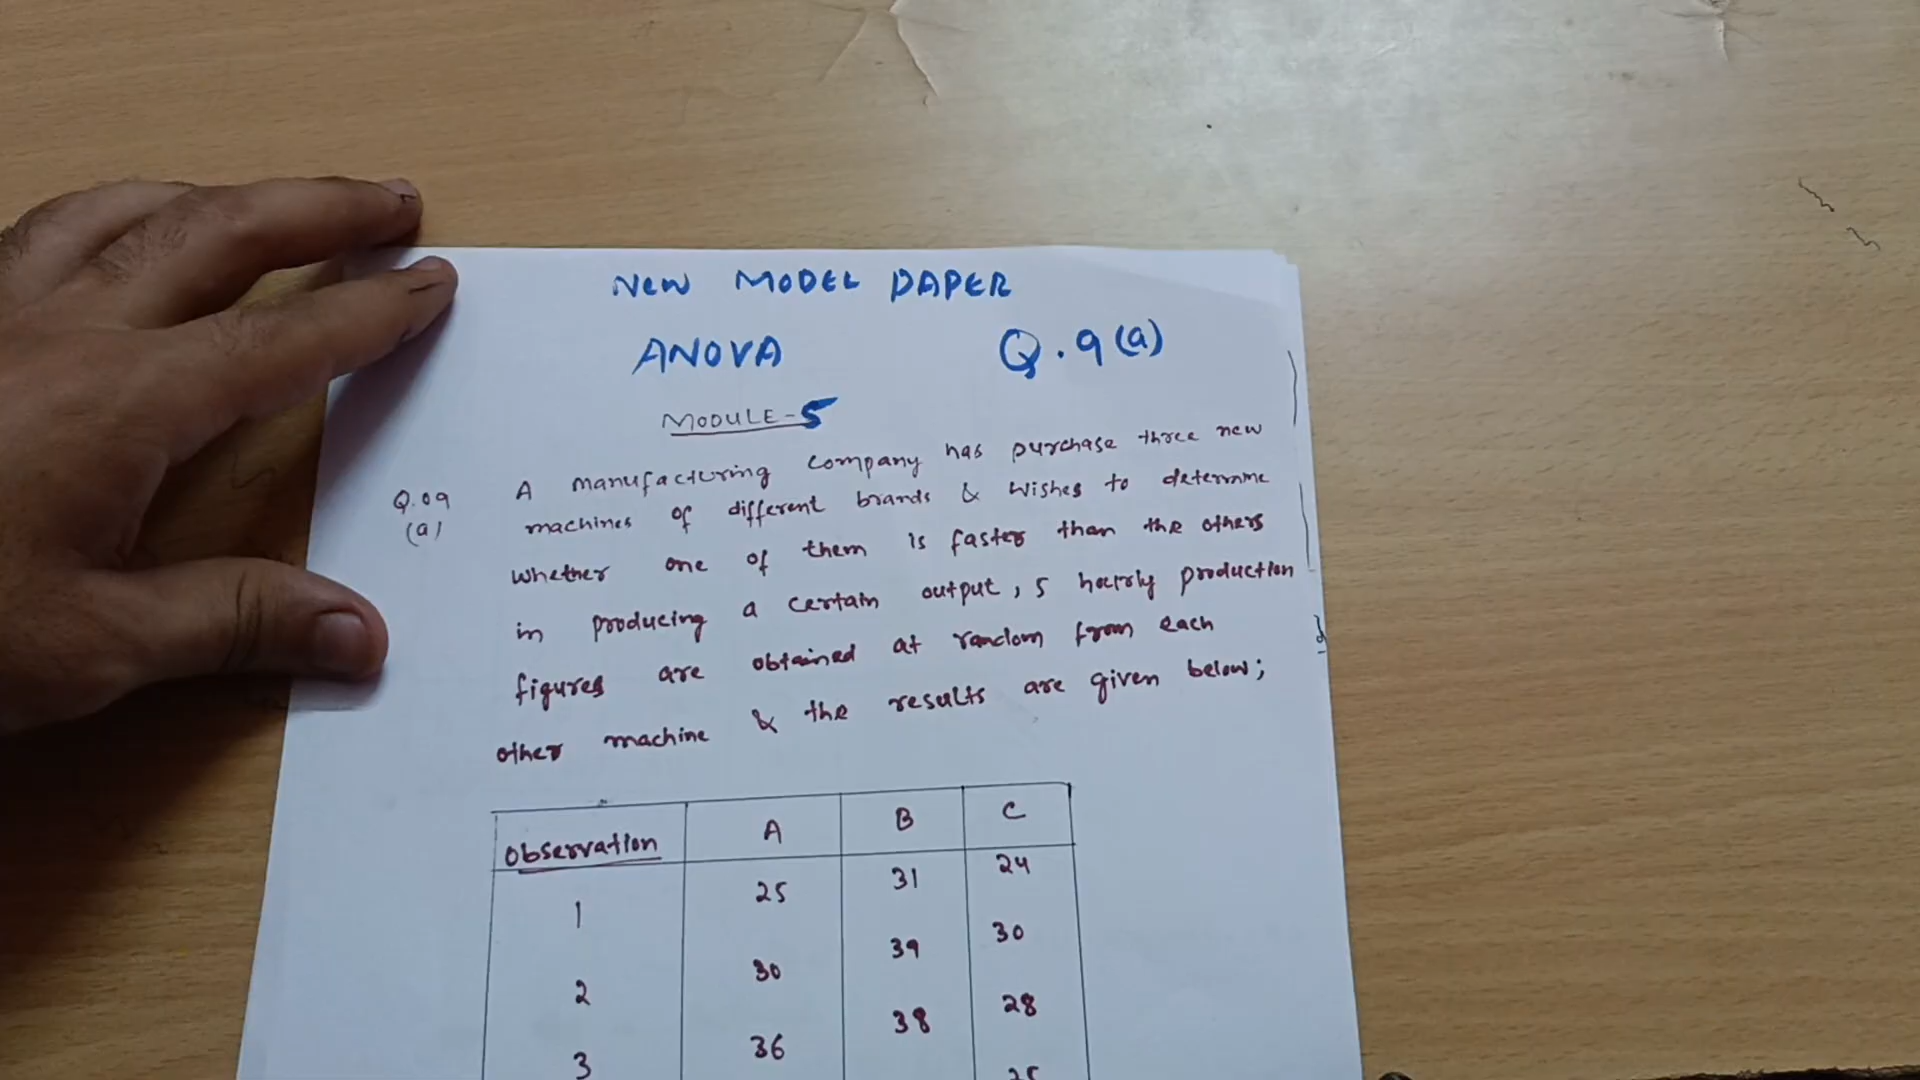 NEW MODEL PAPER
ANOVA Q.9(a)
MODULE-5
Q.09 A manufacturing company has purchase three new
(a) machines of different brands & wishes to determine
whether one of them is faster than the others
in producing a certain output, 5 hourly production
figures are obtained at random from each
other machine & the results are given below;
Observation A B C
1 25 31 24
2 30 39 30
3 36 38 28
25